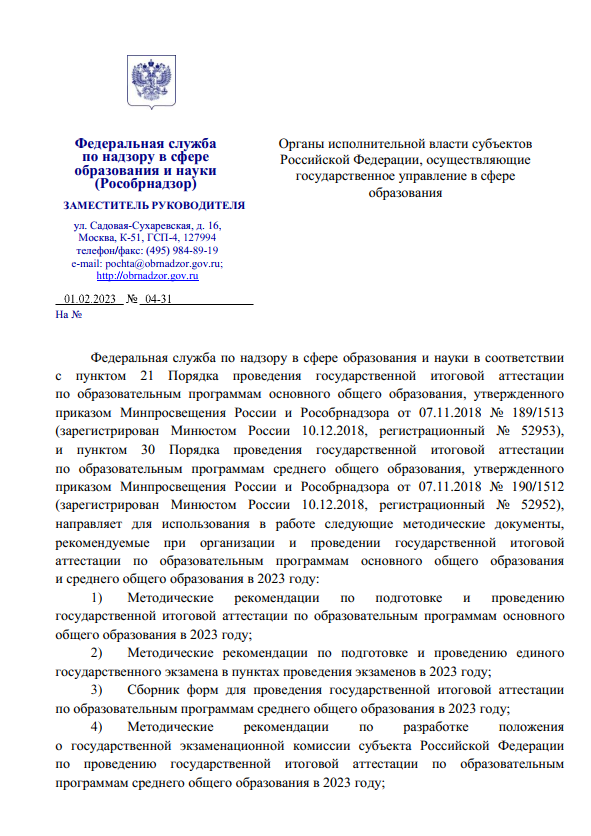 Федеральная служба
по надзору в сфере
образования и науки
(Рособрнадзор)
ЗАМЕСТИТЕЛЬ РУКОВОДИТЕЛЯ
ул. Садовая-Сухаревская, д. 16,
Москва, К-51, ГСП-4, 127994
телефон/факс: (495) 984-89-19
e-mail: pochta@obrnadzor.gov.ru;
http://obrnadzor.gov.ru
01.02.2023 № 04-31
На №
Органы исполнительной власти субъектов
Российской Федерации, осуществляющие
государственное управление в сфере
образования
Федеральная служба по надзору в сфере образования и науки в соответствии
с пунктом 21 Порядка проведения государственной итоговой аттестации
по образовательным программам основного общего образования, утвержденного
приказом Минпросвещения России и Рособрнадзора от 07.11.2018 № 189/1513
(зарегистрирован Минюстом России 10.12.2018, регистрационный № 52953),
и пунктом 30 Порядка проведения государственной итоговой аттестации
по образовательным программам среднего общего образования, утвержденного
приказом Минпросвещения России и Рособрнадзора от 07.11.2018 № 190/1512
(зарегистрирован Минюстом России 10.12.2018, регистрационный № 52952),
направляет для использования в работе следующие методические документы,
рекомендуемые при организации и проведении государственной итоговой
аттестации по образовательным программам основного общего образования
и среднего общего образования в 2023 году:
1) Методические рекомендации по подготовке и проведению
государственной итоговой аттестации по образовательным программам основного
общего образования в 2023 году;
2) Методические рекомендации по подготовке и проведению единого
государственного экзамена в пунктах проведения экзаменов в 2023 году;
3) Сборник форм для проведения государственной итоговой аттестации
по образовательным программам среднего общего образования в 2023 году;
4) Методические рекомендации по разработке положения
о государственной экзаменационной комиссии субъекта Российской Федерации
по проведению государственной итоговой аттестации по образовательным
программам среднего общего образования в 2023 году;